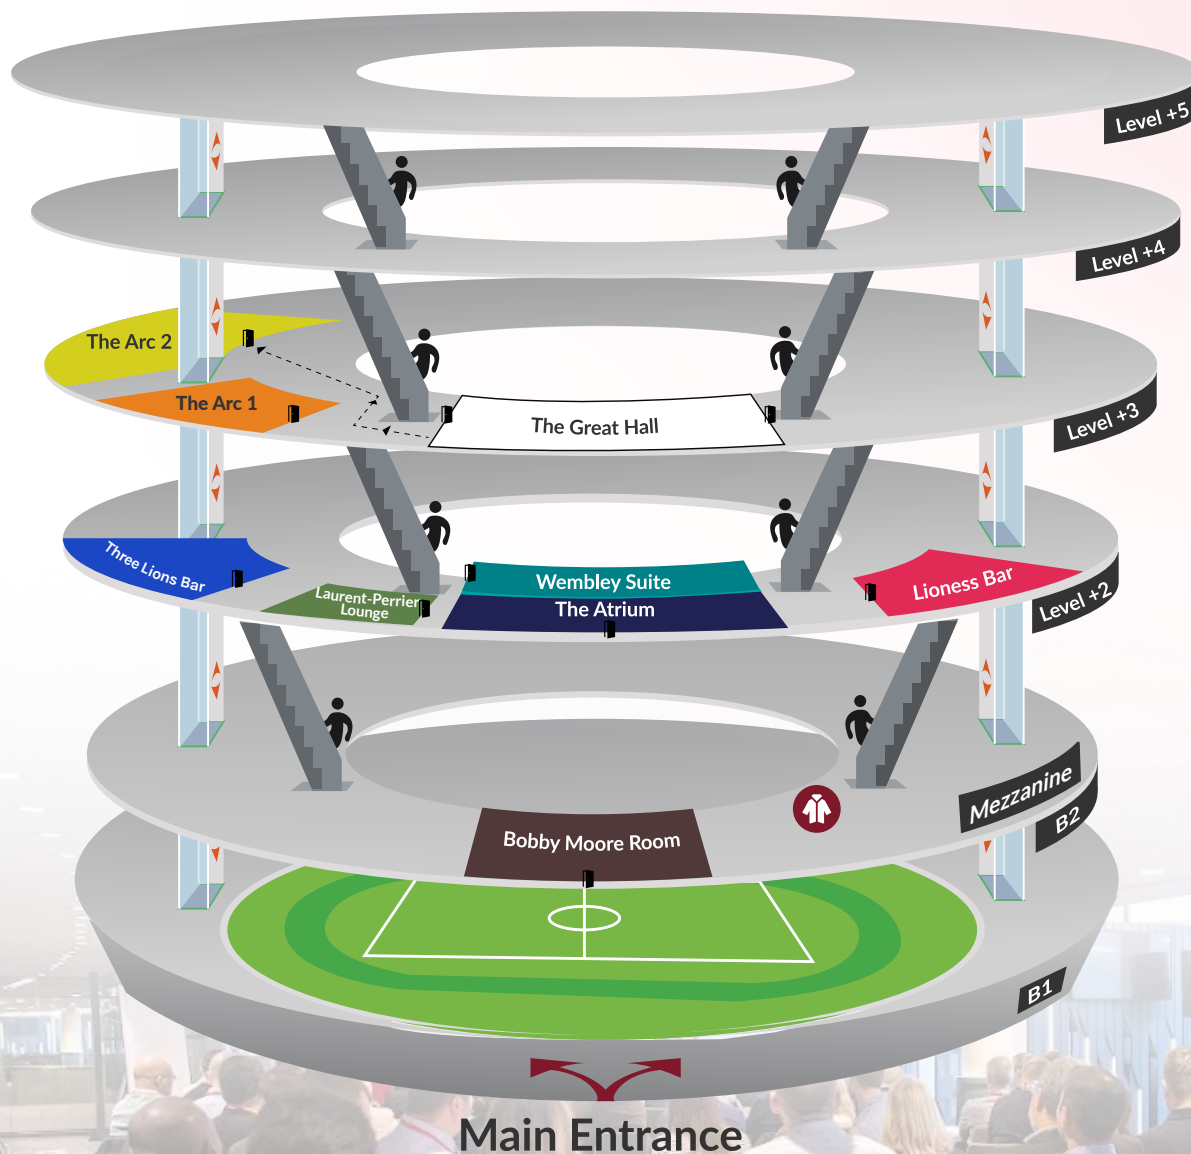 Level +5
Level +4
The Arc 2
The Arc 1
The Great Hall
Level +3
Three Lions Bar
Laurent-Perrier
Lounge
Wembley Suite
The Atrium
Lioness Bar
Level +2
Mezzanine
Bobby Moore Room
B2
B1
Main Entrance